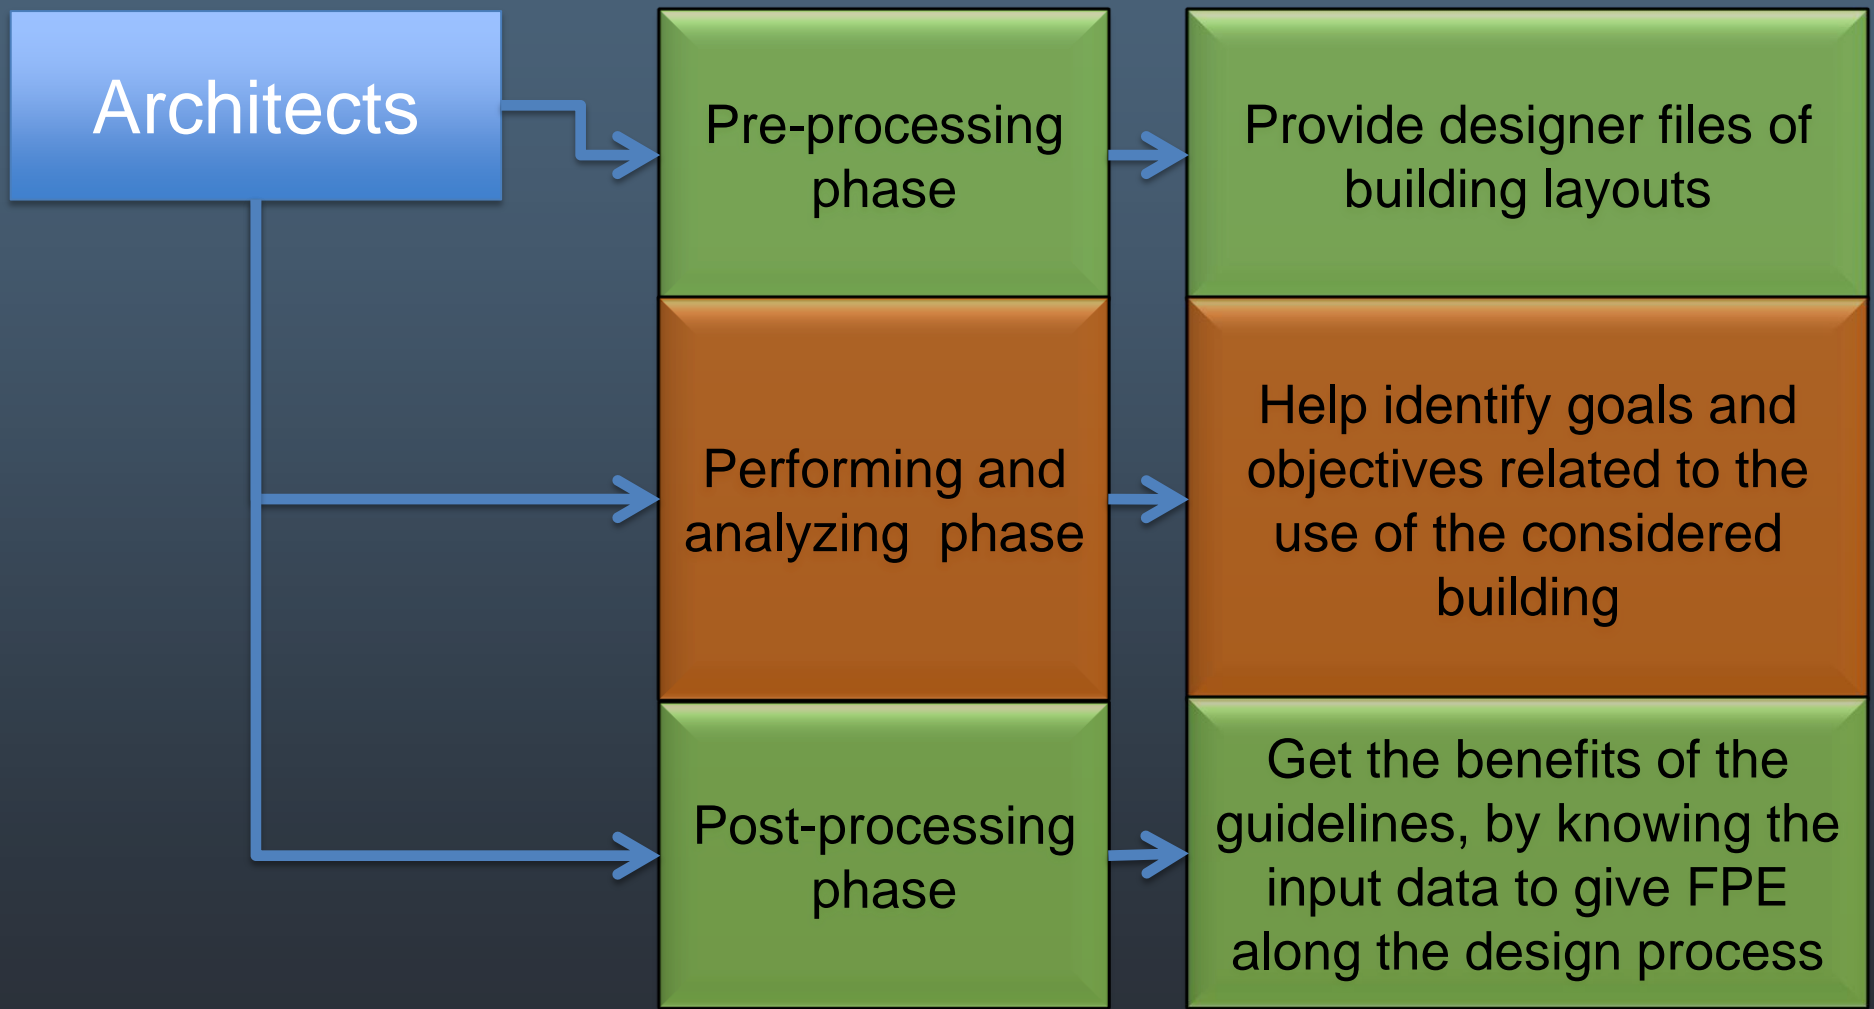 Architects
Pre-processing
phase
Provide designer files of
building layouts
Performing and
analyzing  phase
Help identify goals and
objectives related to the
use of the considered
building
Post-processing
phase
Get the benefits of the
guidelines, by knowing the
input data to give FPE
along the design process